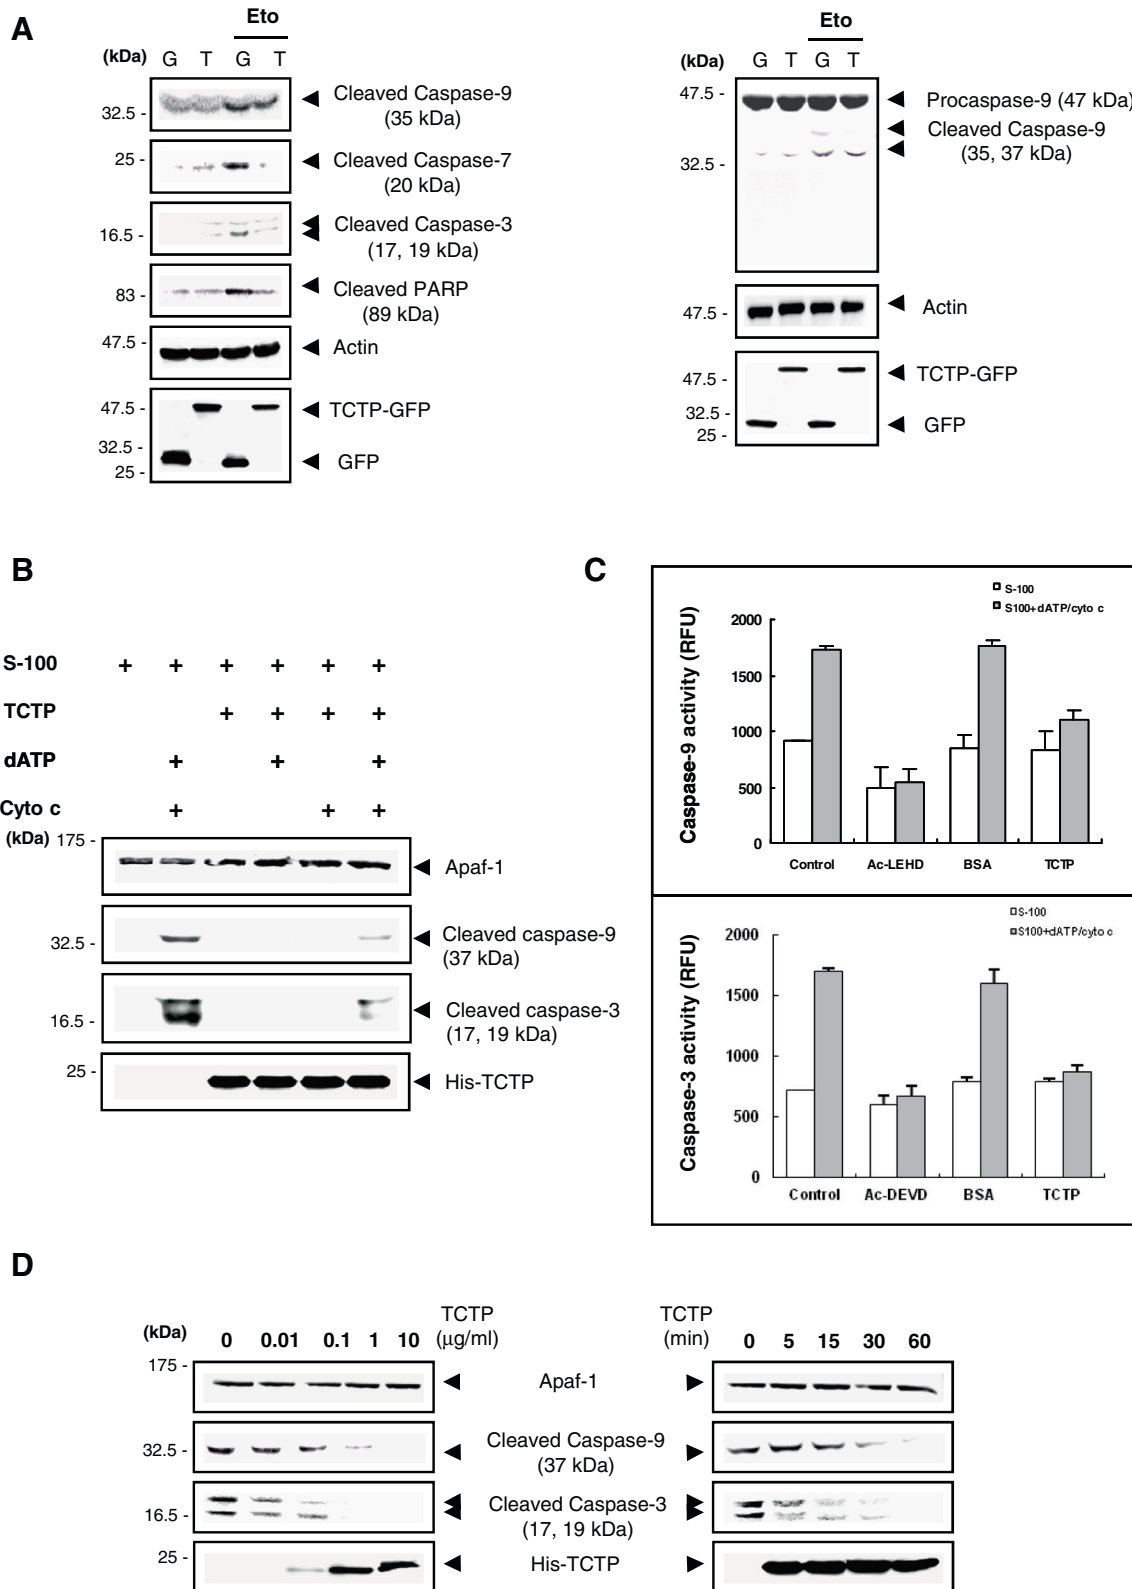 A
Eto
(kDa) G T G T
32.5 -
Cleaved Caspase-9
(35 kDa)
25 -
Cleaved Caspase-7
(20 kDa)
16.5 -
Cleaved Caspase-3
(17, 19 kDa)
83 -
Cleaved PARP
(89 kDa)
47.5 -
Actin
47.5 -
TCTP-GFP
32.5 -
25 -
GFP
Eto
(kDa) G T G T
47.5 -
Procaspase-9 (47 kDa)
Cleaved Caspase-9
(35, 37 kDa)
32.5 -
47.5 -
Actin
47.5 -
TCTP-GFP
32.5 -
25 -
GFP
B
S-100 + + + + + +
TCTP + + + +
dATP + + +
Cyto c + + +
(kDa) 175 -
Apaf-1
32.5 -
Cleaved caspase-9
(37 kDa)
16.5 -
Cleaved caspase-3
(17, 19 kDa)
25 -
His-TCTP
C
S-100
S100+dATP/cyto c
Caspase-9 activity (RFU)
2000
1500
1000
500
0
Control Ac-LEHD BSA TCTP
S-100
S100+dATP/cyto c
Caspase-3 activity (RFU)
2000
1500
1000
500
0
Control Ac-DEVD BSA TCTP
D
(kDa) 0 0.01 0.1 1 10 TCTP (µg/ml)
TCTP (min) 0 5 15 30 60
175 -
Apaf-1
32.5 -
Cleaved Caspase-9
(37 kDa)
16.5 -
Cleaved Caspase-3
(17, 19 kDa)
25 -
His-TCTP